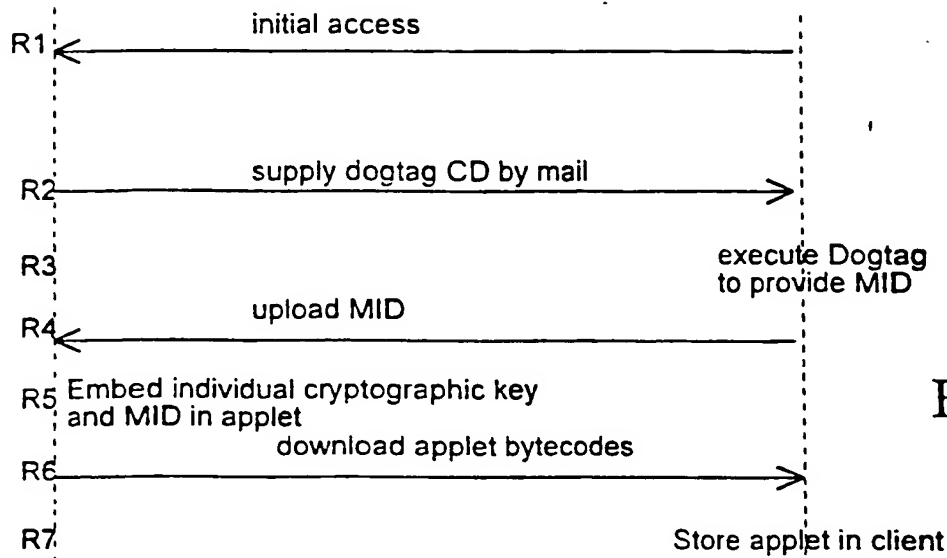 initial access
R1
supply dogtag CD by mail
R2
R3
execute Dogtag
to provide MID
upload MID
R4
R5 Embed individual cryptographic key
and MID in applet
download applet bytecodes
R6
R7
Store applet in client